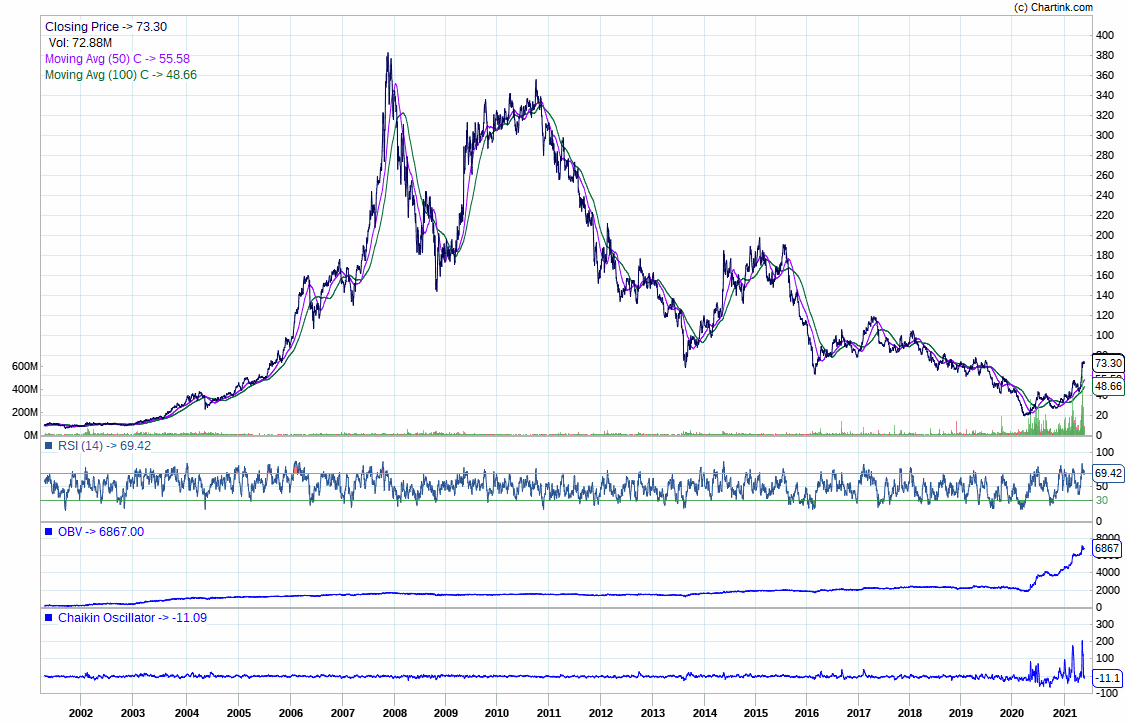 (c) Chartink.com
Closing Price -> 73.30
Vol: 72.88M
Moving Avg (50) C -> 55.58
Moving Avg (100) C -> 48.66
400
380
360
340
320
300
280
260
240
220
200
180
160
140
120
100
73.30
48.66
20
0
600M
400M
200M
0M
RSI (14) -> 69.42
100
69.42
50
30
0
OBV -> 6867.00
8000
6867
4000
2000
0
Chaikin Oscillator -> -11.09
300
200
100
-11.1
-100
2002 2003 2004 2005 2006 2007 2008 2009 2010 2011 2012 2013 2014 2015 2016 2017 2018 2019 2020 2021